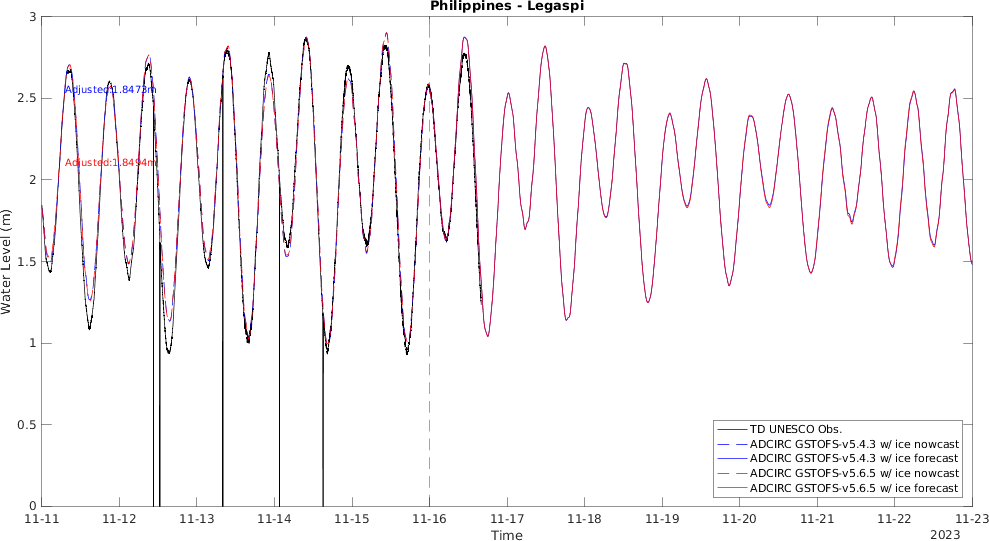 Philippines - Legaspi
3
2.5
2
1.5
1
0.5
0
Water Level (m)
Adjusted:1.8473m
Adjusted:1.8494m
TD UNESCO Obs.
ADCIRC GSTOFS-v5.4.3 w/ ice nowcast
ADCIRC GSTOFS-v5.4.3 w/ ice forecast
ADCIRC GSTOFS-v5.6.5 w/ ice nowcast
ADCIRC GSTOFS-v5.6.5 w/ ice forecast
11-11 11-12 11-13 11-14 11-15 11-16 11-17 11-18 11-19 11-20 11-21 11-22 11-23
Time
2023